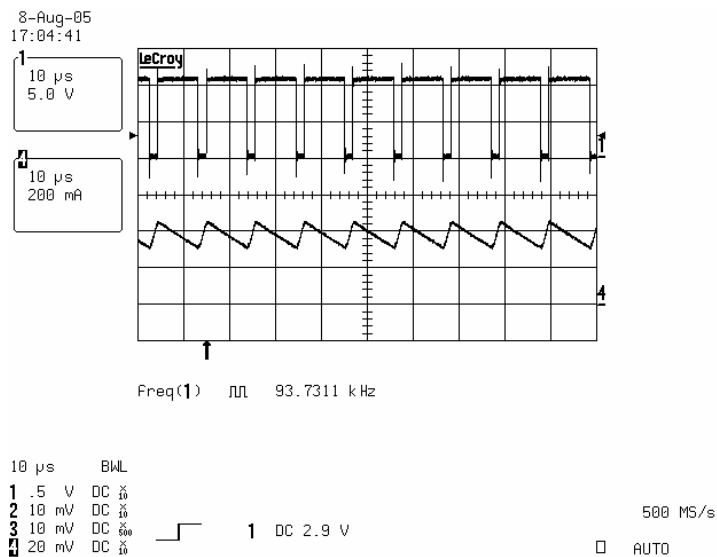 8-Aug-05
17:04:41
1
10 µs
5.0 V
4
10 µs
200 mA
LeCroy
1
4
Freq(1) 93.7311 kHz
10 µs BWL
1 .5 V DC X10
2 10 mV DC X10
3 10 mV DC X500
4 20 mV DC X10
1 DC 2.9 V
500 MS/s
AUTO